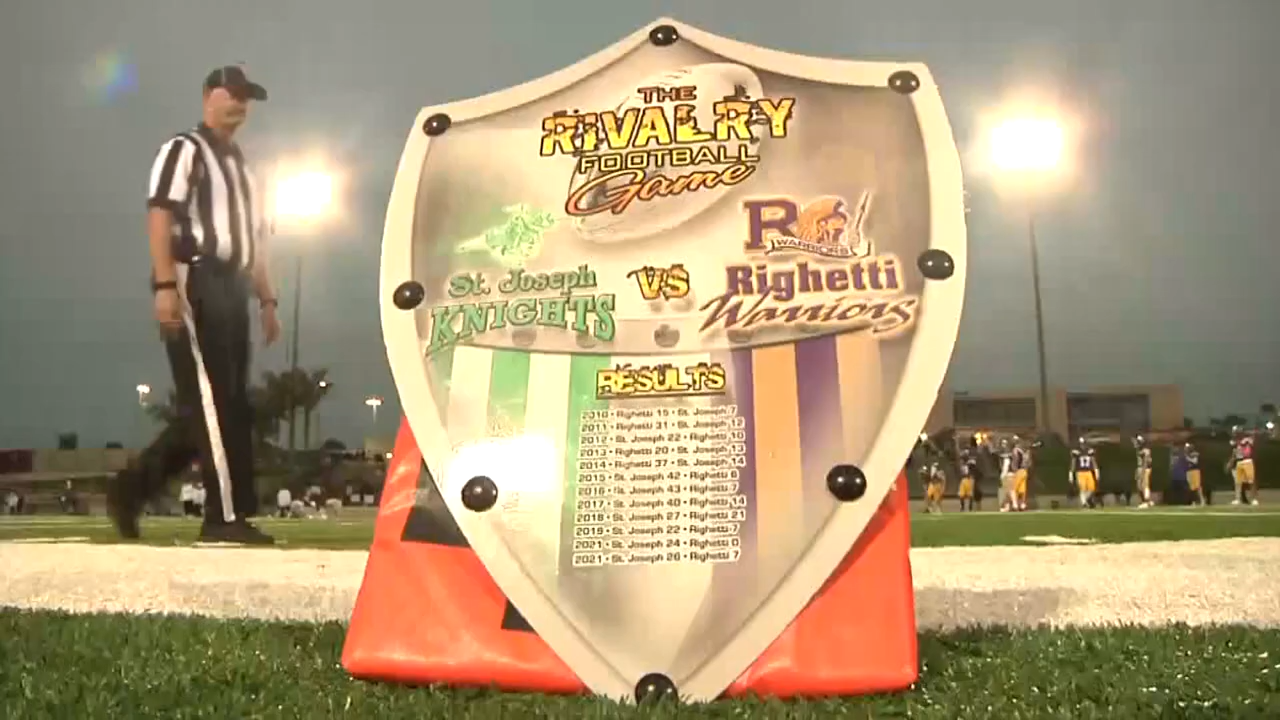 THE
RIVALRY
FOOTBALL
Game
R
WARRIORS
St. Joseph
KNIGHTS
VS
Righetti
Warriors
RESULTS
2010 • Righetti 15 • St. Joseph 7
2011 • Righetti 31 • St. Joseph 12
2012 • St. Joseph 22 • Righetti 10
2013 • Righetti 20 • St. Joseph 13
2014 • Righetti 37 • St. Joseph 14
2015 • St. Joseph 42 • Righetti 6
2016 • St. Joseph 43 • Righetti 7
2017 • St. Joseph 40 • Righetti 14
2018 • St. Joseph 27 • Righetti 21
2019 • St. Joseph 22 • Righetti 7
2021 • St. Joseph 24 • Righetti 0
2021 • St. Joseph 26 • Righetti 7